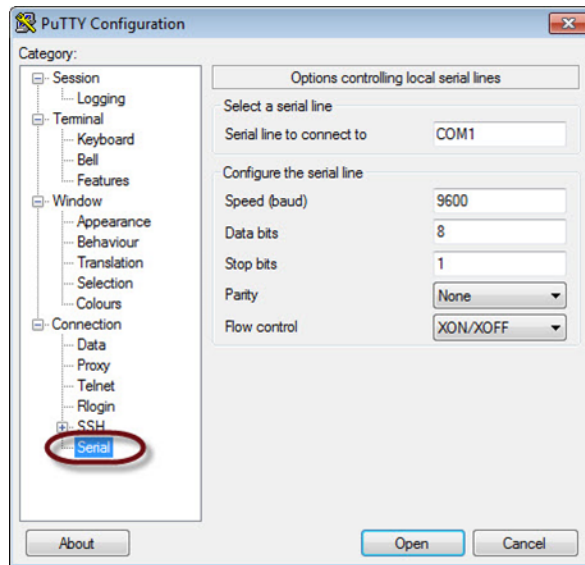 PuTTY Configuration
Category:
Session
Logging
Terminal
Keyboard
Bell
Features
Window
Appearance
Behaviour
Translation
Selection
Colours
Connection
Data
Proxy
Telnet
Rlogin
SSH
Serial
Options controlling local serial lines
Select a serial line
Serial line to connect to COM1
Configure the serial line
Speed (baud) 9600
Data bits 8
Stop bits 1
Parity None
Flow control XON/XOFF
About Open Cancel